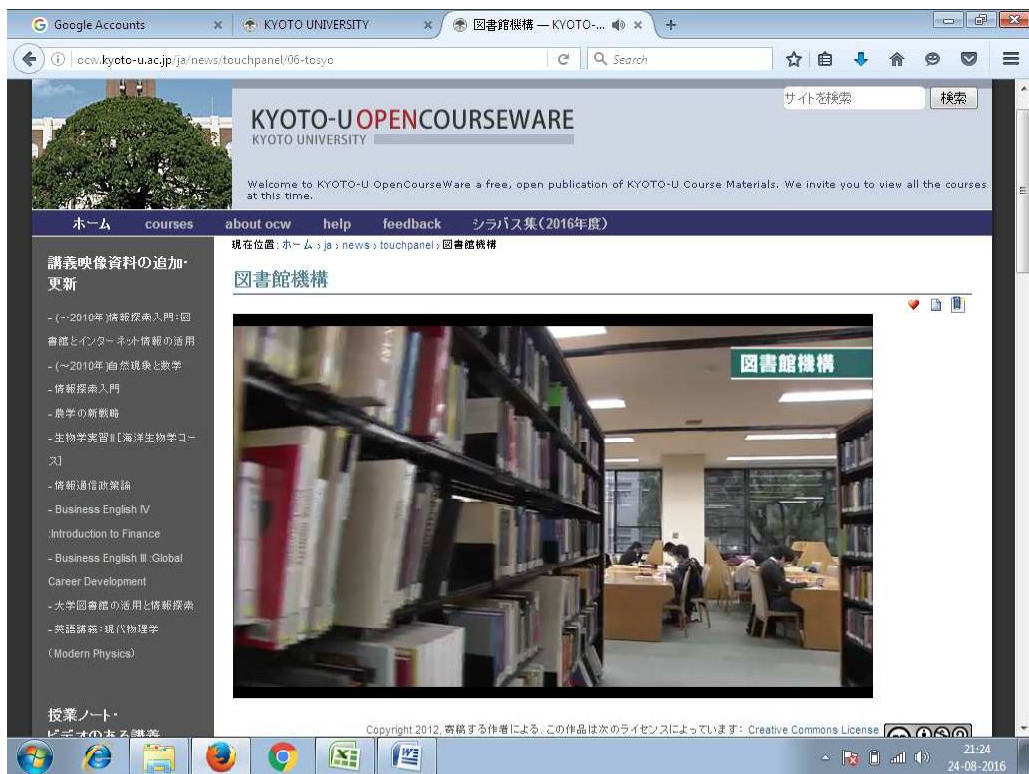 Google Accounts
KYOTO UNIVERSITY
図書館機構 — KYOTO-...
ocw.kyoto-u.ac.jp/ja/news/touchpanel/06-tosyo
Search
サイトを検索
検索
KYOTO-U OPENCOURSEWARE
KYOTO UNIVERSITY
Welcome to KYOTO-U OpenCourseWare a free, open publication of KYOTO-U Course Materials. We invite you to view all the courses
at this time.
ホーム courses about ocw help feedback シラバス集(2016年度)
現在位置: ホーム › ja › news › touchpanel › 図書館機構
講義映像資料の追加・
更新
図書館機構
- (--2010年)情報探索入門:図
書館とインターネット情報の活用
- (~2010年)自然現象と数学
- 情報探索入門
- 農学の新戦略
- 生物学実習II [海洋生物学コー
ス]
- 情報通信政策論
- Business English IV
:Introduction to Finance
- Business English III :Global
Career Development
- 大学図書館の活用と情報探索
- 英語講義:現代物理学
(Modern Physics)
図書館機構
授業ノート・
ビデオのある講義
Copyright 2012, 寄稿する作者による. この作品は次のライセンスによっています: Creative Commons License
21:24
24-08-2016